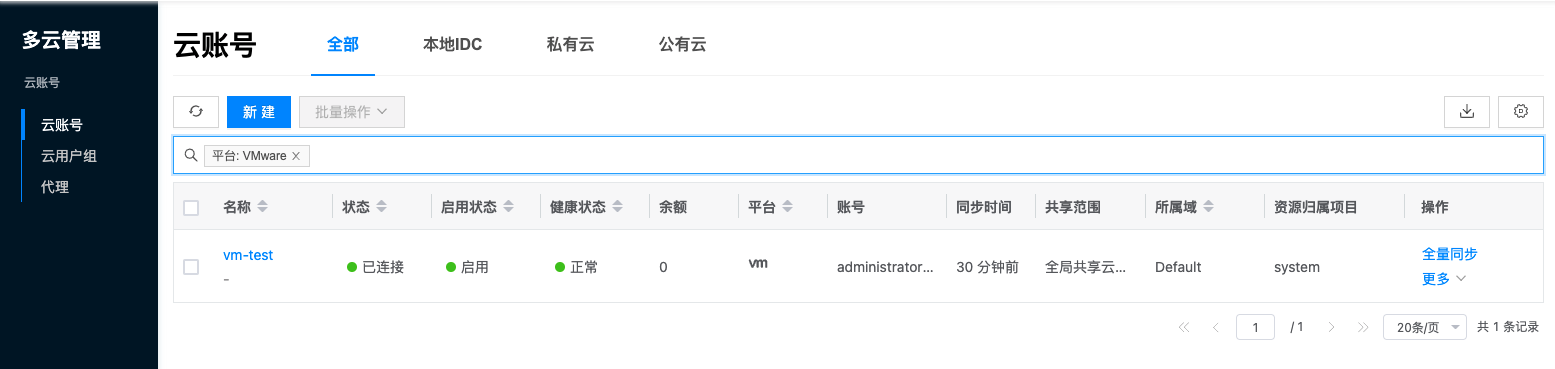 多云管理
云账号
云账号
云用户组
代理
云账号 全部 本地IDC 私有云 公有云
新 建 批量操作
平台: VMware
名称 状态 启用状态 健康状态 余额 平台 账号 同步时间 共享范围 所属域 资源归属项目 操作
vm-test 已连接 启用 正常 0 vm administrator... 30 分钟前 全局共享云... Default system 全量同步
- 更多
1 / 1 20条/页 共 1 条记录